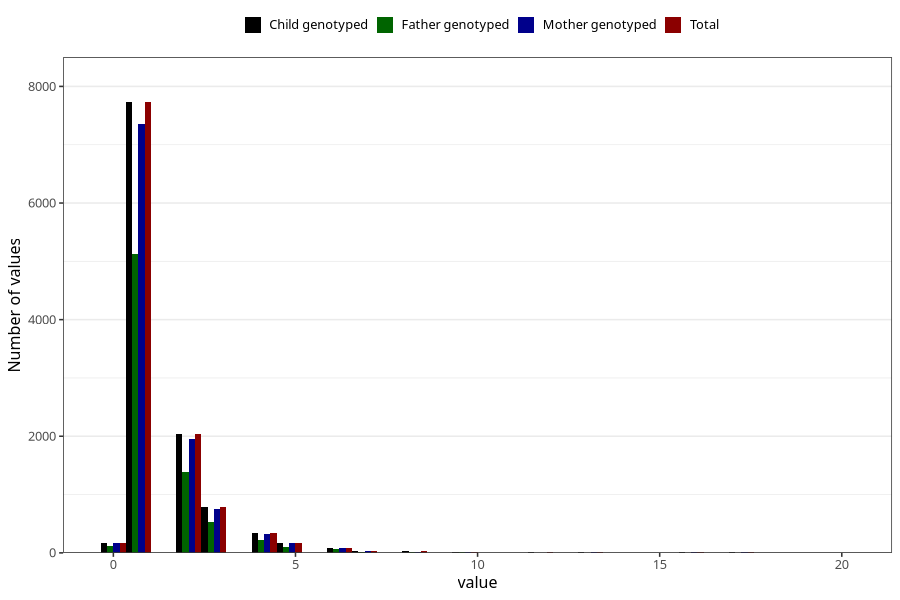 Child genotyped Father genotyped Mother genotyped Total
8000
6000
4000
2000
0
Number of values
0 5 10 15 20
value